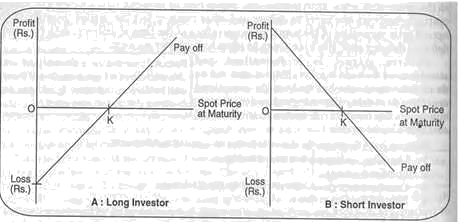 Profit
(Rs.)
Pay off
O
K
Spot Price
at Maturity
Loss
(Rs.)
A : Long Investor
Profit
(Rs.)
O
K
Spot Price
at Maturity
Pay off
Loss
(Rs.)
B : Short Investor